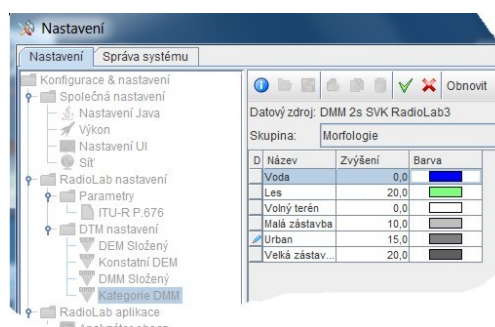 Nastavení
Nastavení Správa systému
Konfigurace & nastavení
Společná nastavení
Nastavení Java
Výkon
Nastavení UI
Síť
RadioLab nastavení
Parametry
ITU-R P.676
DTM nastavení
DEM Složený
Konstatní DEM
DMM Složený
Kategorie DMM
RadioLab aplikace
Obnovit
Datový zdroj: DMM 2s SVK RadioLab3
Skupina: Morfologie
D Název Zvýšení Barva
Voda 0,0
Les 20,0
Volný terén 0,0
Malá zástavba 10,0
Urban 15,0
Velká zástav... 20,0